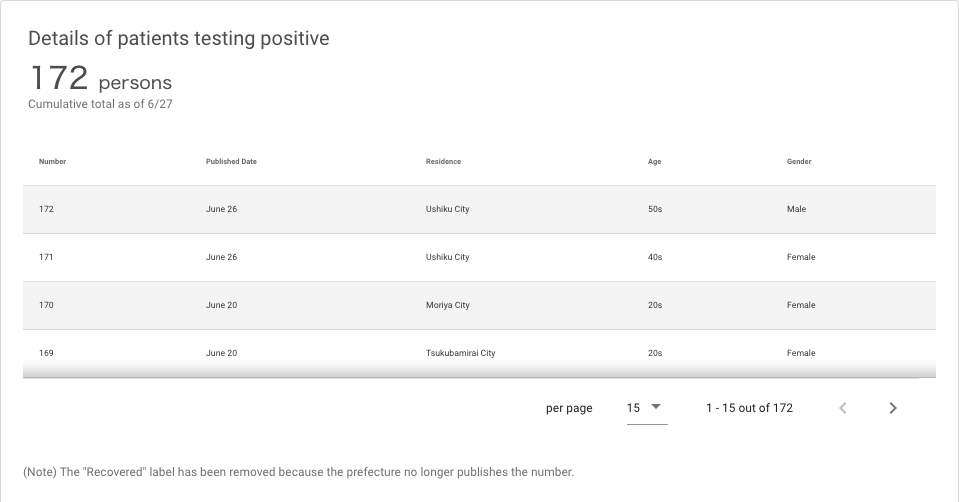 Details of patients testing positive
172 persons
Cumulative total as of 6/27
Number Published Date Residence Age Gender
172 June 26 Ushiku City 50s Male
171 June 26 Ushiku City 40s Female
170 June 20 Moriya City 20s Female
169 June 20 Tsukubamirai City 20s Female
per page 15 1 - 15 out of 172
(Note) The "Recovered" label has been removed because the prefecture no longer publishes the number.